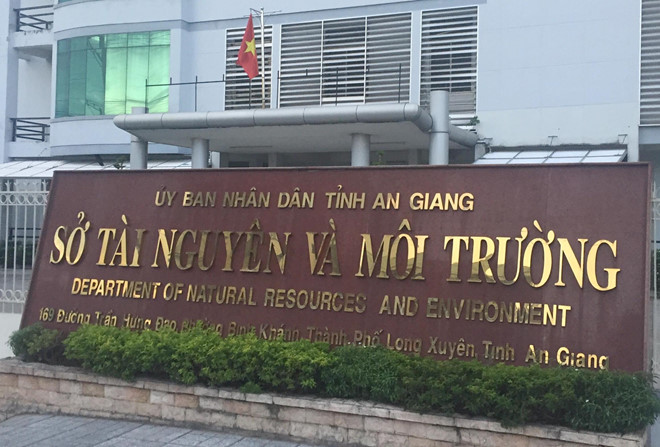 ỦY BAN NHÂN DÂN TỈNH AN GIANG
SỞ TÀI NGUYÊN VÀ MÔI TRƯỜNG
DEPARTMENT OF NATURAL RESOURCES AND ENVIRONMENT
169 Đường Trần Hưng Đạo, Phường Bình Khánh, Thành Phố Long Xuyên, Tỉnh An Giang